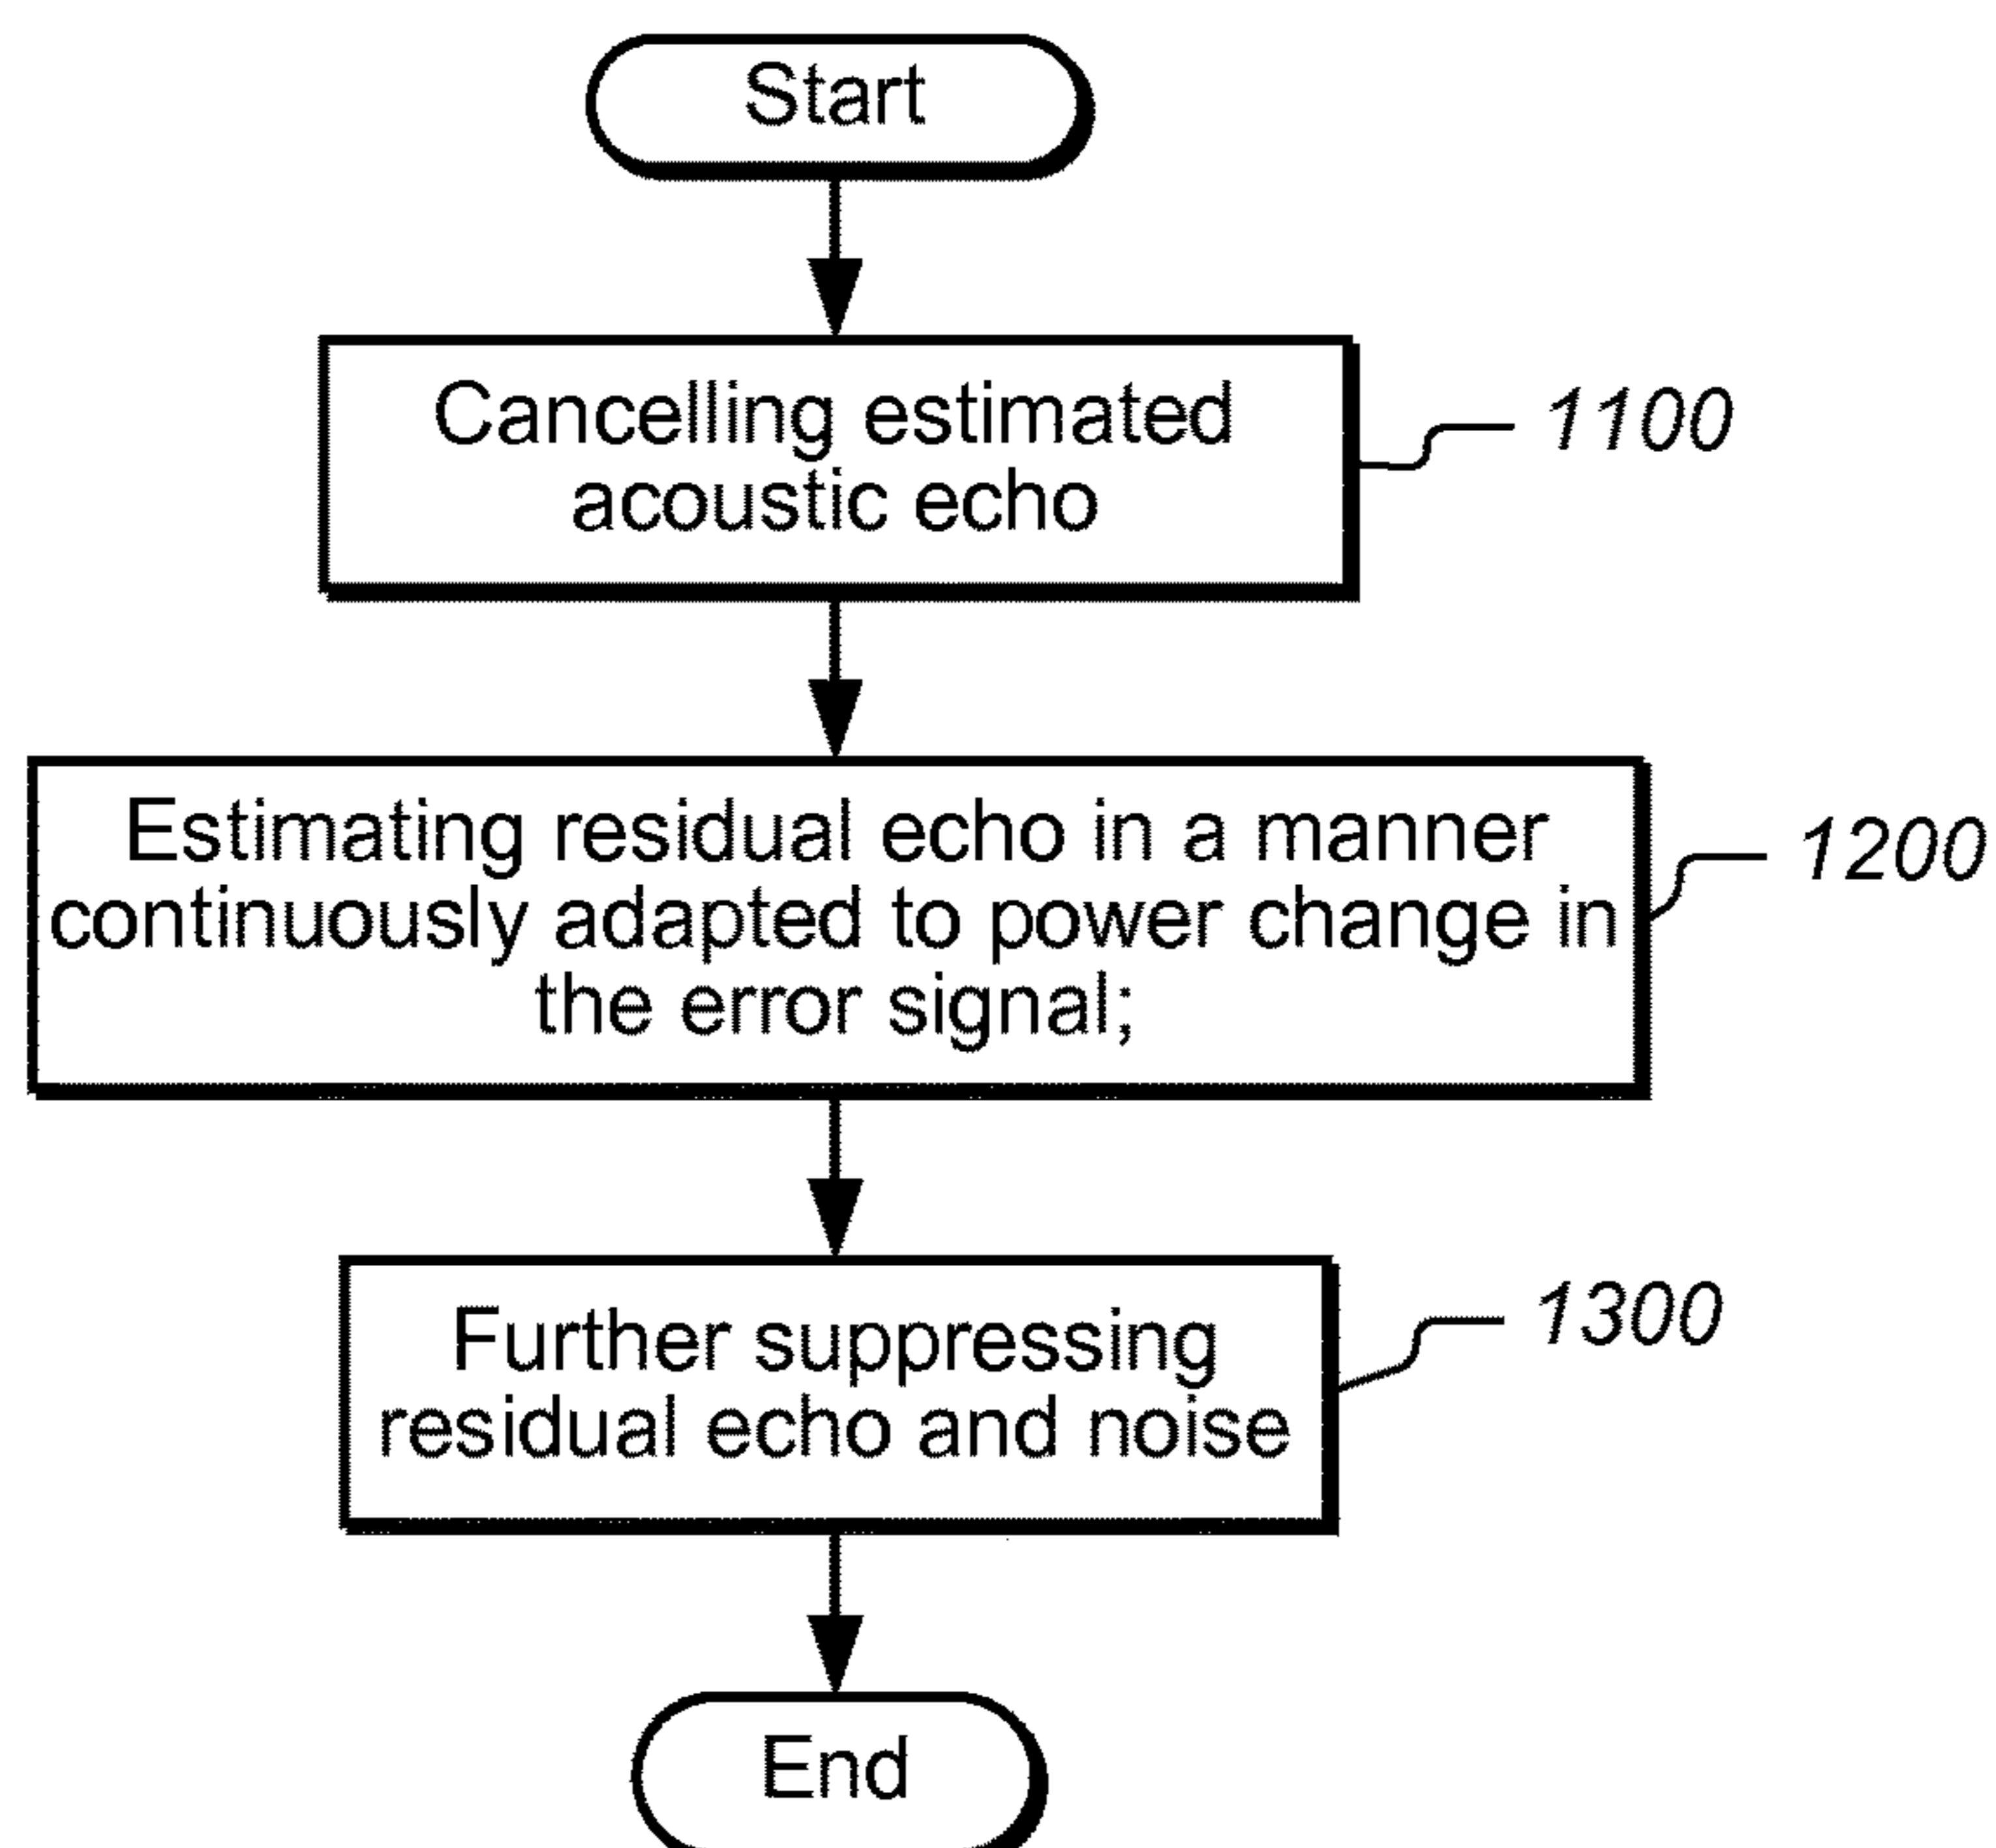 Start
Cancelling estimated
acoustic echo
1100
Estimating residual echo in a manner
continuously adapted to power change in
the error signal;
1200
Further suppressing
residual echo and noise
1300
End